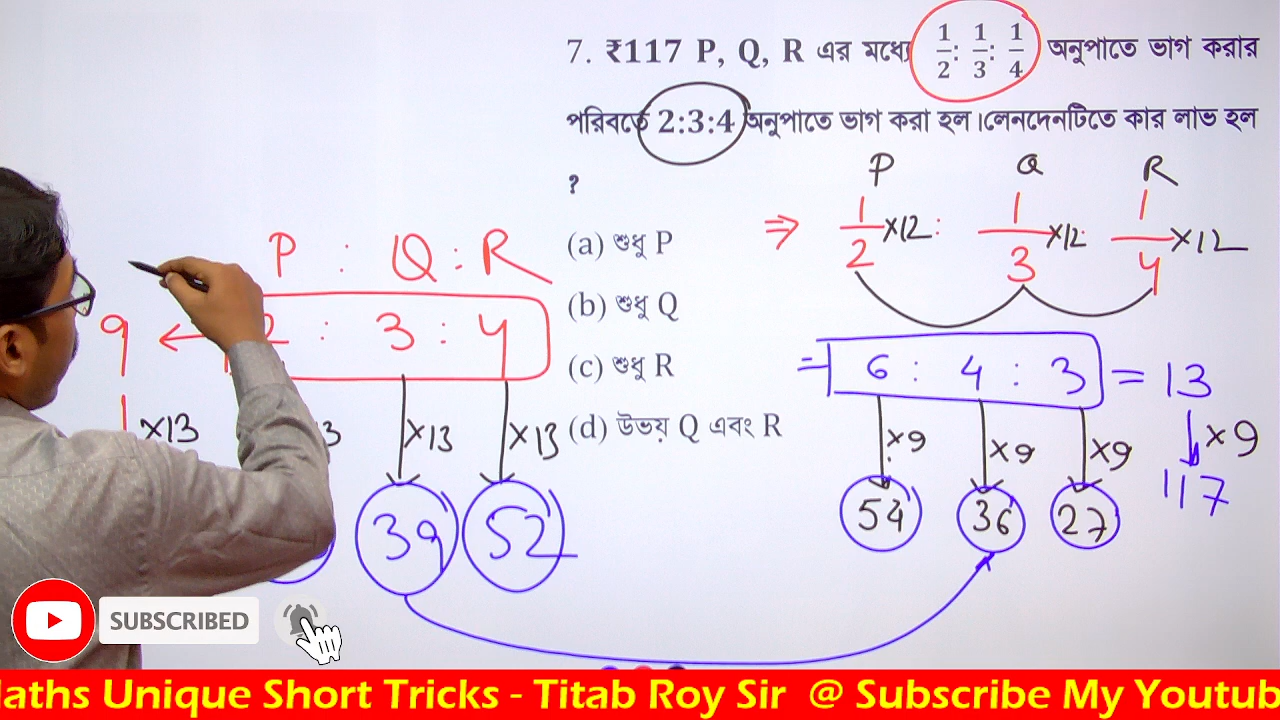 7. ₹117 P, Q, R এর মধ্যে 1/2 : 1/3 : 1/4 অনুপাতে ভাগ করার
পরিবর্তে 2:3:4 অনুপাতে ভাগ করা হল।লেনদেনটিতে কার লাভ হল
?
(a) শুধু P
(b) শুধু Q
(c) শুধু R
(d) উভয় Q এবং R
P Q R
⇒ 1/2 ×12 : 1/3 ×12 : 1/4 ×12
= 6 : 4 : 3 = 13
×9 ×9 ×9 ×9
54 36 27 117
P : Q : R
9 ← 2 : 3 : 4
×13 3 ×13 ×13
39 52
SUBSCRIBED
Maths Unique Short Tricks - Titab Roy Sir @ Subscribe My Youtub